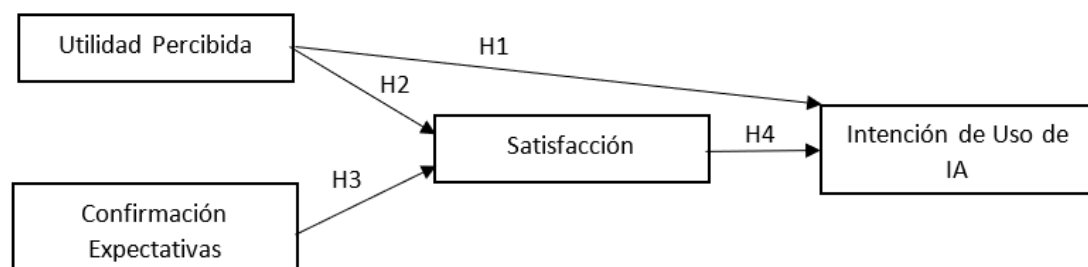 Utilidad Percibida
H1
H2
Satisfacción
H4
Intención de Uso de
IA
H3
Confirmación
Expectativas